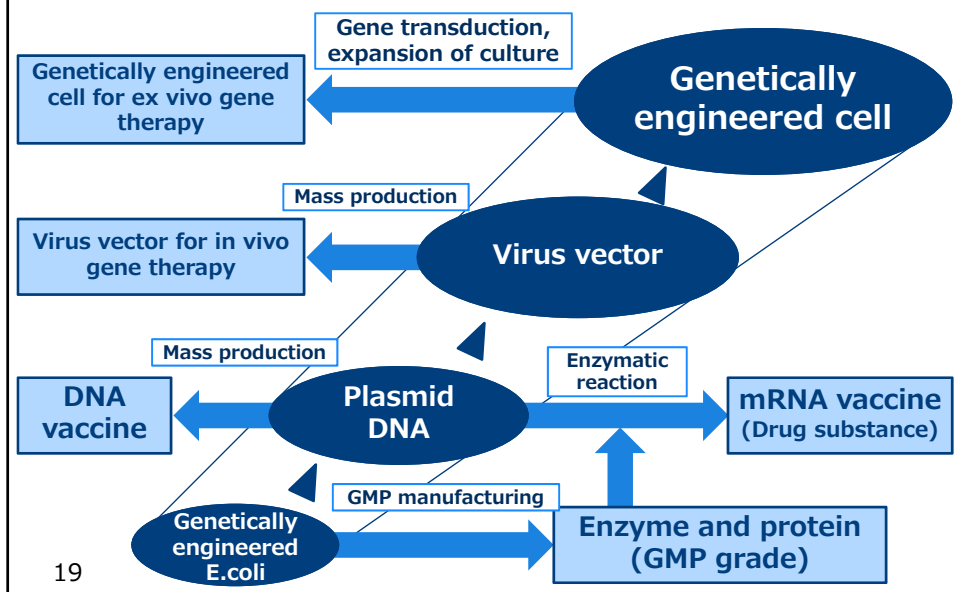 Gene transduction,
expansion of culture
Genetically engineered
cell for ex vivo gene
therapy
Genetically
engineered cell
Mass production
Virus vector for in vivo
gene therapy
Virus vector
Mass production
Enzymatic
reaction
DNA
vaccine
Plasmid
DNA
mRNA vaccine
(Drug substance)
GMP manufacturing
Genetically
engineered
E.coli
Enzyme and protein
(GMP grade)
19